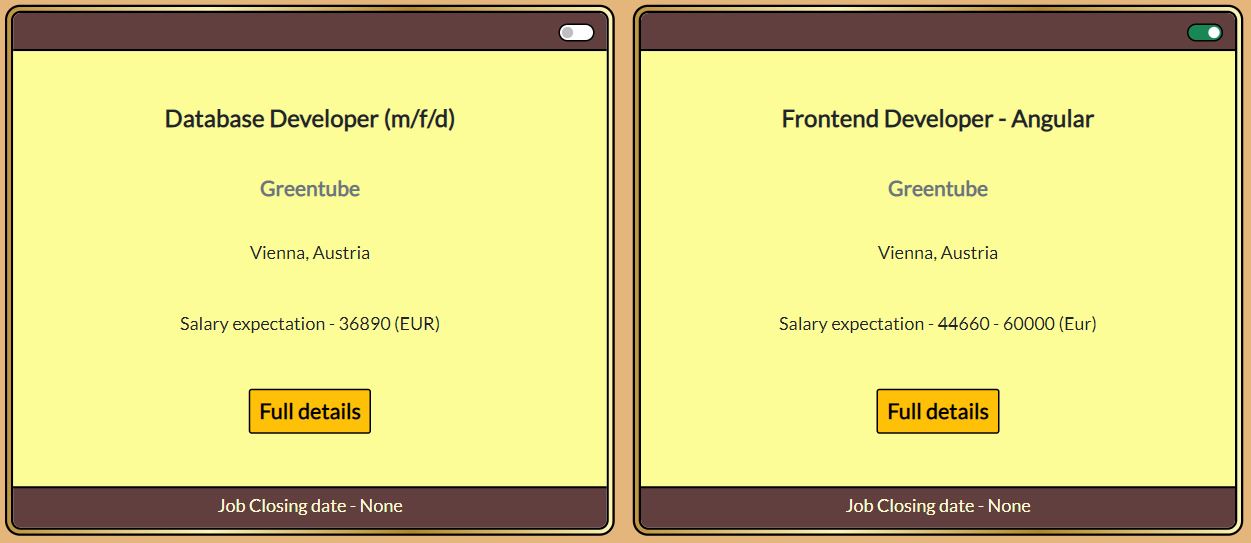 Database Developer (m/f/d)
Greentube
Vienna, Austria
Salary expectation - 36890 (EUR)
Full details
Job Closing date - None
Frontend Developer - Angular
Greentube
Vienna, Austria
Salary expectation - 44660 - 60000 (Eur)
Full details
Job Closing date - None